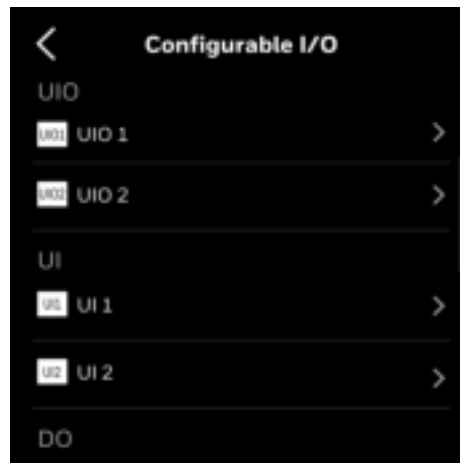 Configurable I/O
UIO
UIO1 UIO 1
UIO2 UIO 2
UI
UI1 UI 1
UI2 UI 2
DO